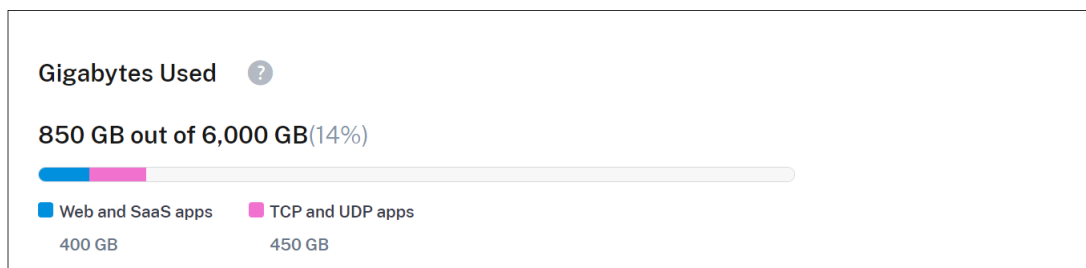 Gigabytes Used ?
850 GB out of 6,000 GB(14%)
Web and SaaS apps TCP and UDP apps
400 GB 450 GB